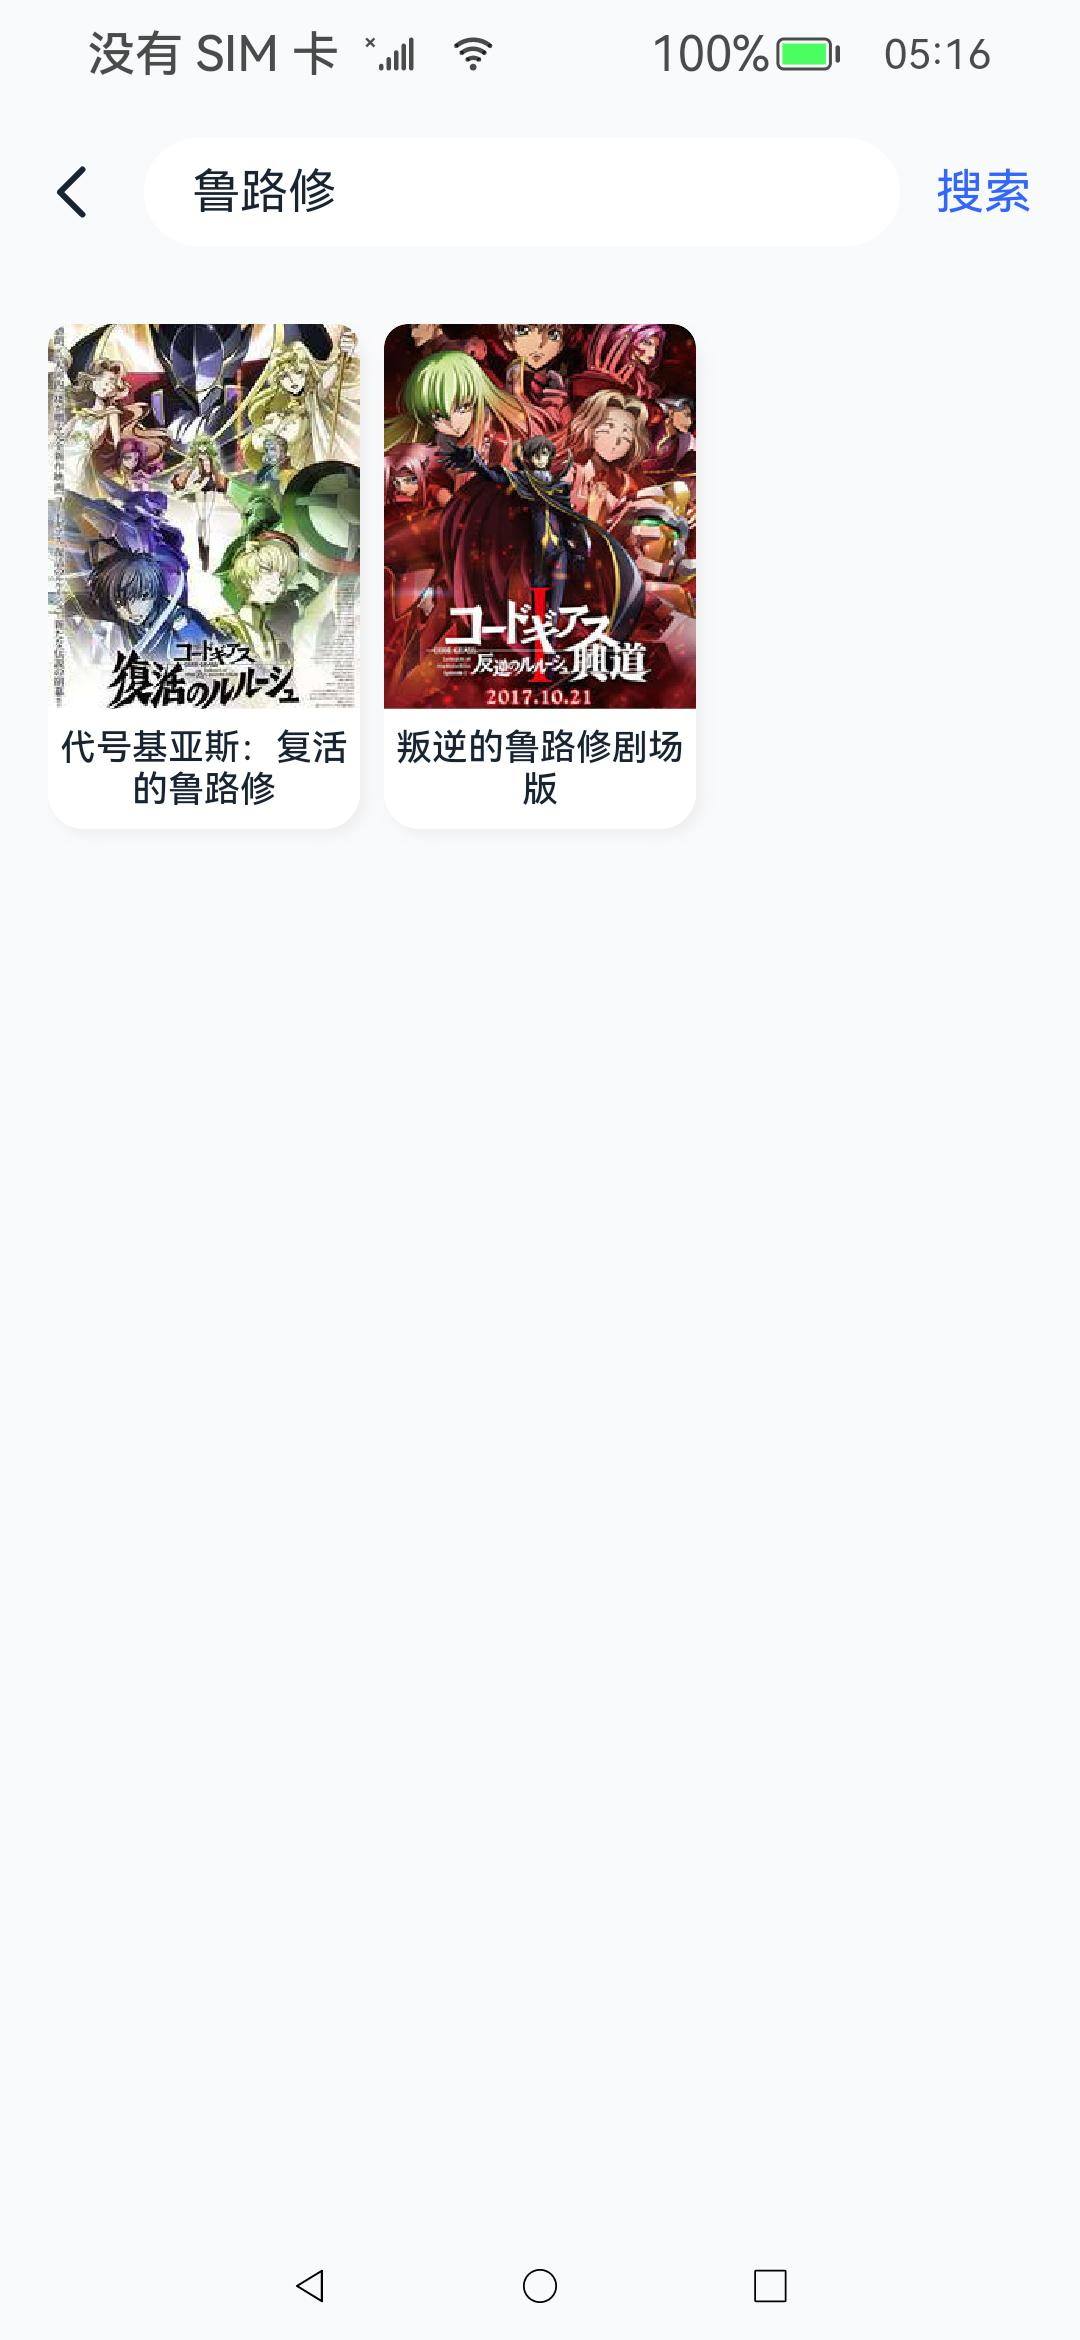 没有 SIM 卡
100%
05:16
鲁路修
搜索
コードギアス
復活のルルーシュ
コードギアス
反逆のルルーシュ
I
興道
2017.10.21
代号基亚斯：复活
的鲁路修
叛逆的鲁路修剧场
版